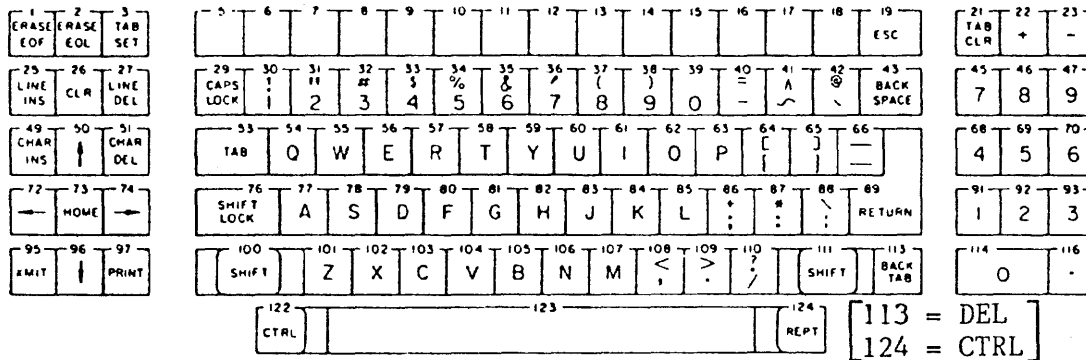 1 2 3 5 6 7 8 9 10 11 12 13 14 15 16 17 18 19 21 22 23
ERASE EOF ERASE EOL TAB SET ESC TAB CLR + -
25 26 27 29 30 31 32 33 34 35 36 37 38 39 40 41 42 43 45 46 47
LINE INS CLR LINE DEL CAPS LOCK ! " # $ % & ' ( ) = ^ @ BACK SPACE
1 2 3 4 5 6 7 8 9 0 - ~ ` 7 8 9
49 50 51 53 54 55 56 57 58 59 60 61 62 63 64 65 66 68 69 70
CHAR INS ↑ CHAR DEL TAB Q W E R T Y U I O P [ ] _ 4 5 6
72 73 74 76 77 78 79 80 81 82 83 84 85 86 87 88 89 91 92 93
← HOME → SHIFT LOCK A S D F G H J K L + ; * : \ RETURN 1 2 3
95 96 97 100 101 102 103 104 105 106 107 108 109 110 111 113 114 116
XMIT ↓ PRINT SHIFT Z X C V B N M < , > . ? / SHIFT BACK TAB 0 .
122 123 124
CTRL REPT
[113 = DEL]
[124 = CTRL]